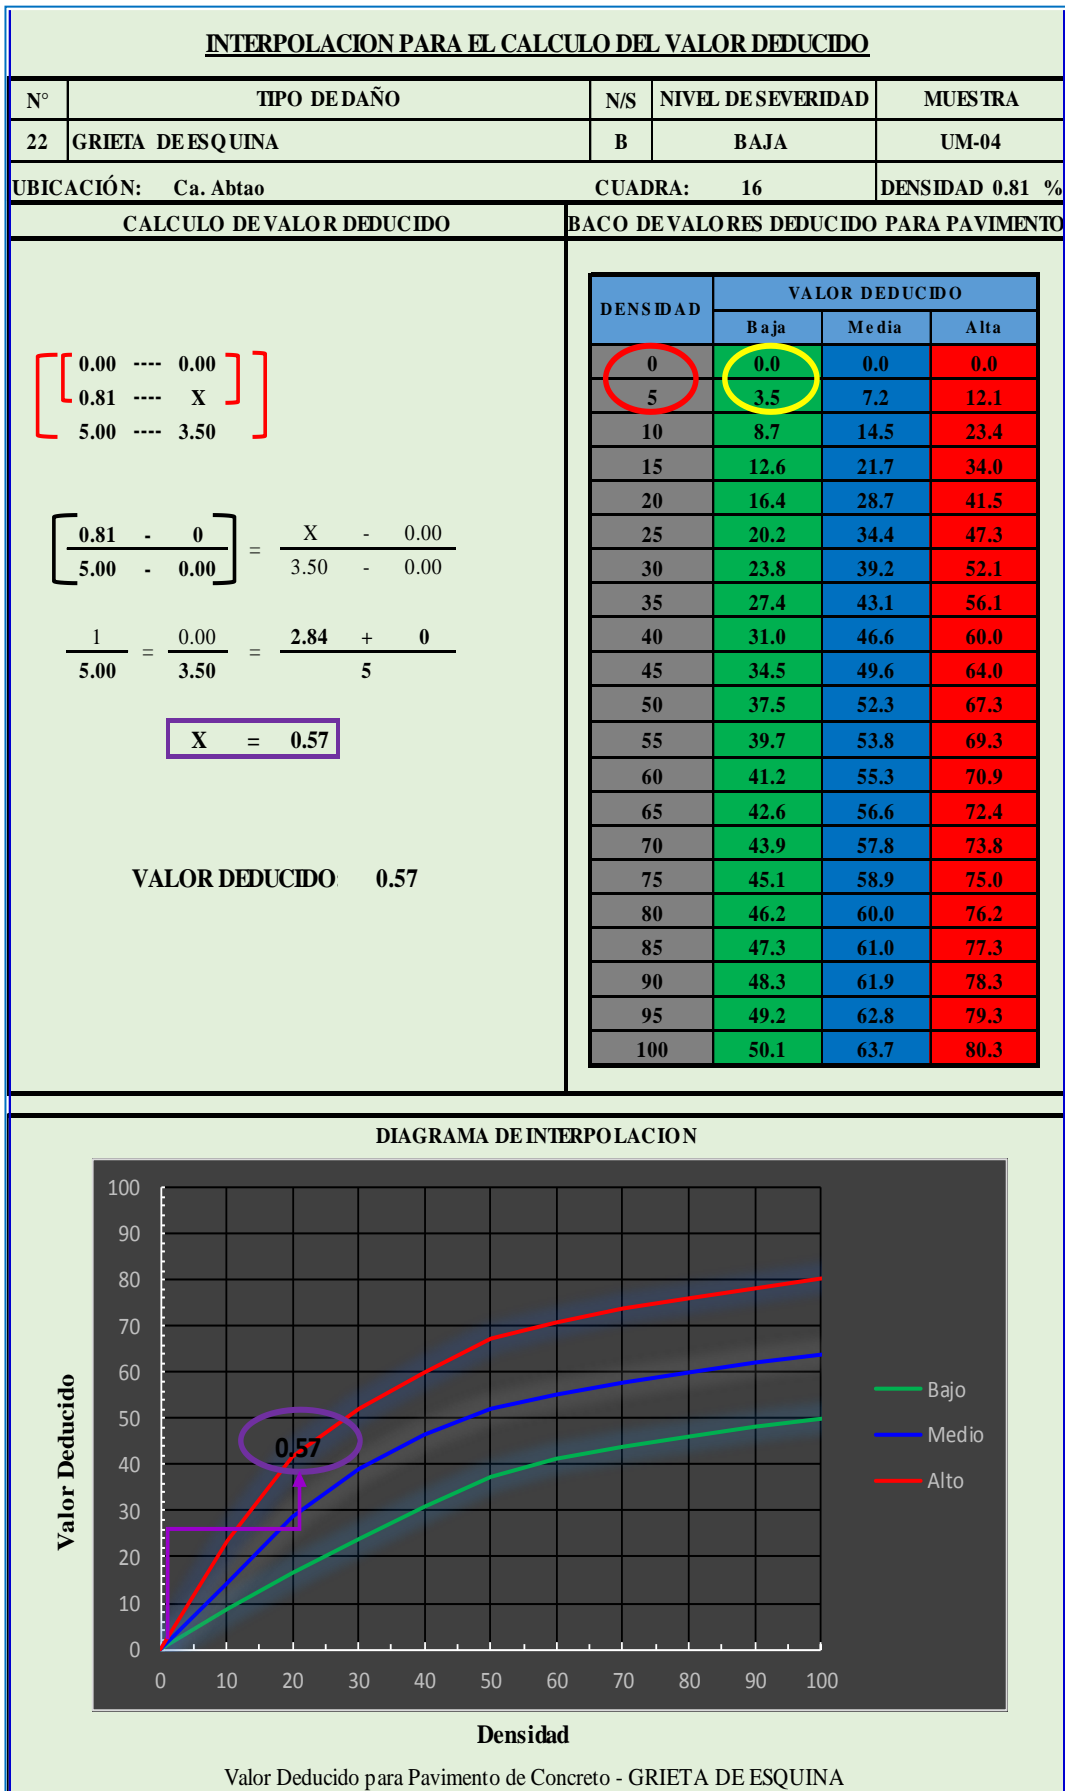 INTERPOLACION PARA EL CALCULO DEL VALOR DEDUCIDO
N° TIPO DE DAÑO N/S NIVEL DE SEVERIDAD MUESTRA
22 GRIETA DE ESQUINA B BAJA UM-04
UBICACIÓN: Ca. Abtao CUADRA: 16 DENSIDAD 0.81 %
CALCULO DE VALOR DEDUCIDO BACO DE VALORES DEDUCIDO PARA PAVIMENTO
0.00 ---- 0.00
0.81 ---- X
5.00 ---- 3.50
0.81 - 0 = X - 0.00
5.00 - 0.00 3.50 - 0.00
1 = 0.00 = 2.84 + 0
5.00 3.50 5
X = 0.57
VALOR DEDUCIDO: 0.57
DENSIDAD VALOR DEDUCIDO
Baja Media Alta
0 0.0 0.0 0.0
5 3.5 7.2 12.1
10 8.7 14.5 23.4
15 12.6 21.7 34.0
20 16.4 28.7 41.5
25 20.2 34.4 47.3
30 23.8 39.2 52.1
35 27.4 43.1 56.1
40 31.0 46.6 60.0
45 34.5 49.6 64.0
50 37.5 52.3 67.3
55 39.7 53.8 69.3
60 41.2 55.3 70.9
65 42.6 56.6 72.4
70 43.9 57.8 73.8
75 45.1 58.9 75.0
80 46.2 60.0 76.2
85 47.3 61.0 77.3
90 48.3 61.9 78.3
95 49.2 62.8 79.3
100 50.1 63.7 80.3
DIAGRAMA DE INTERPOLACION
100
90
80
70
60
50
40
30
20
10
0
Valor Deducido
0.57
Bajo
Medio
Alto
0 10 20 30 40 50 60 70 80 90 100
Densidad
Valor Deducido para Pavimento de Concreto - GRIETA DE ESQUINA